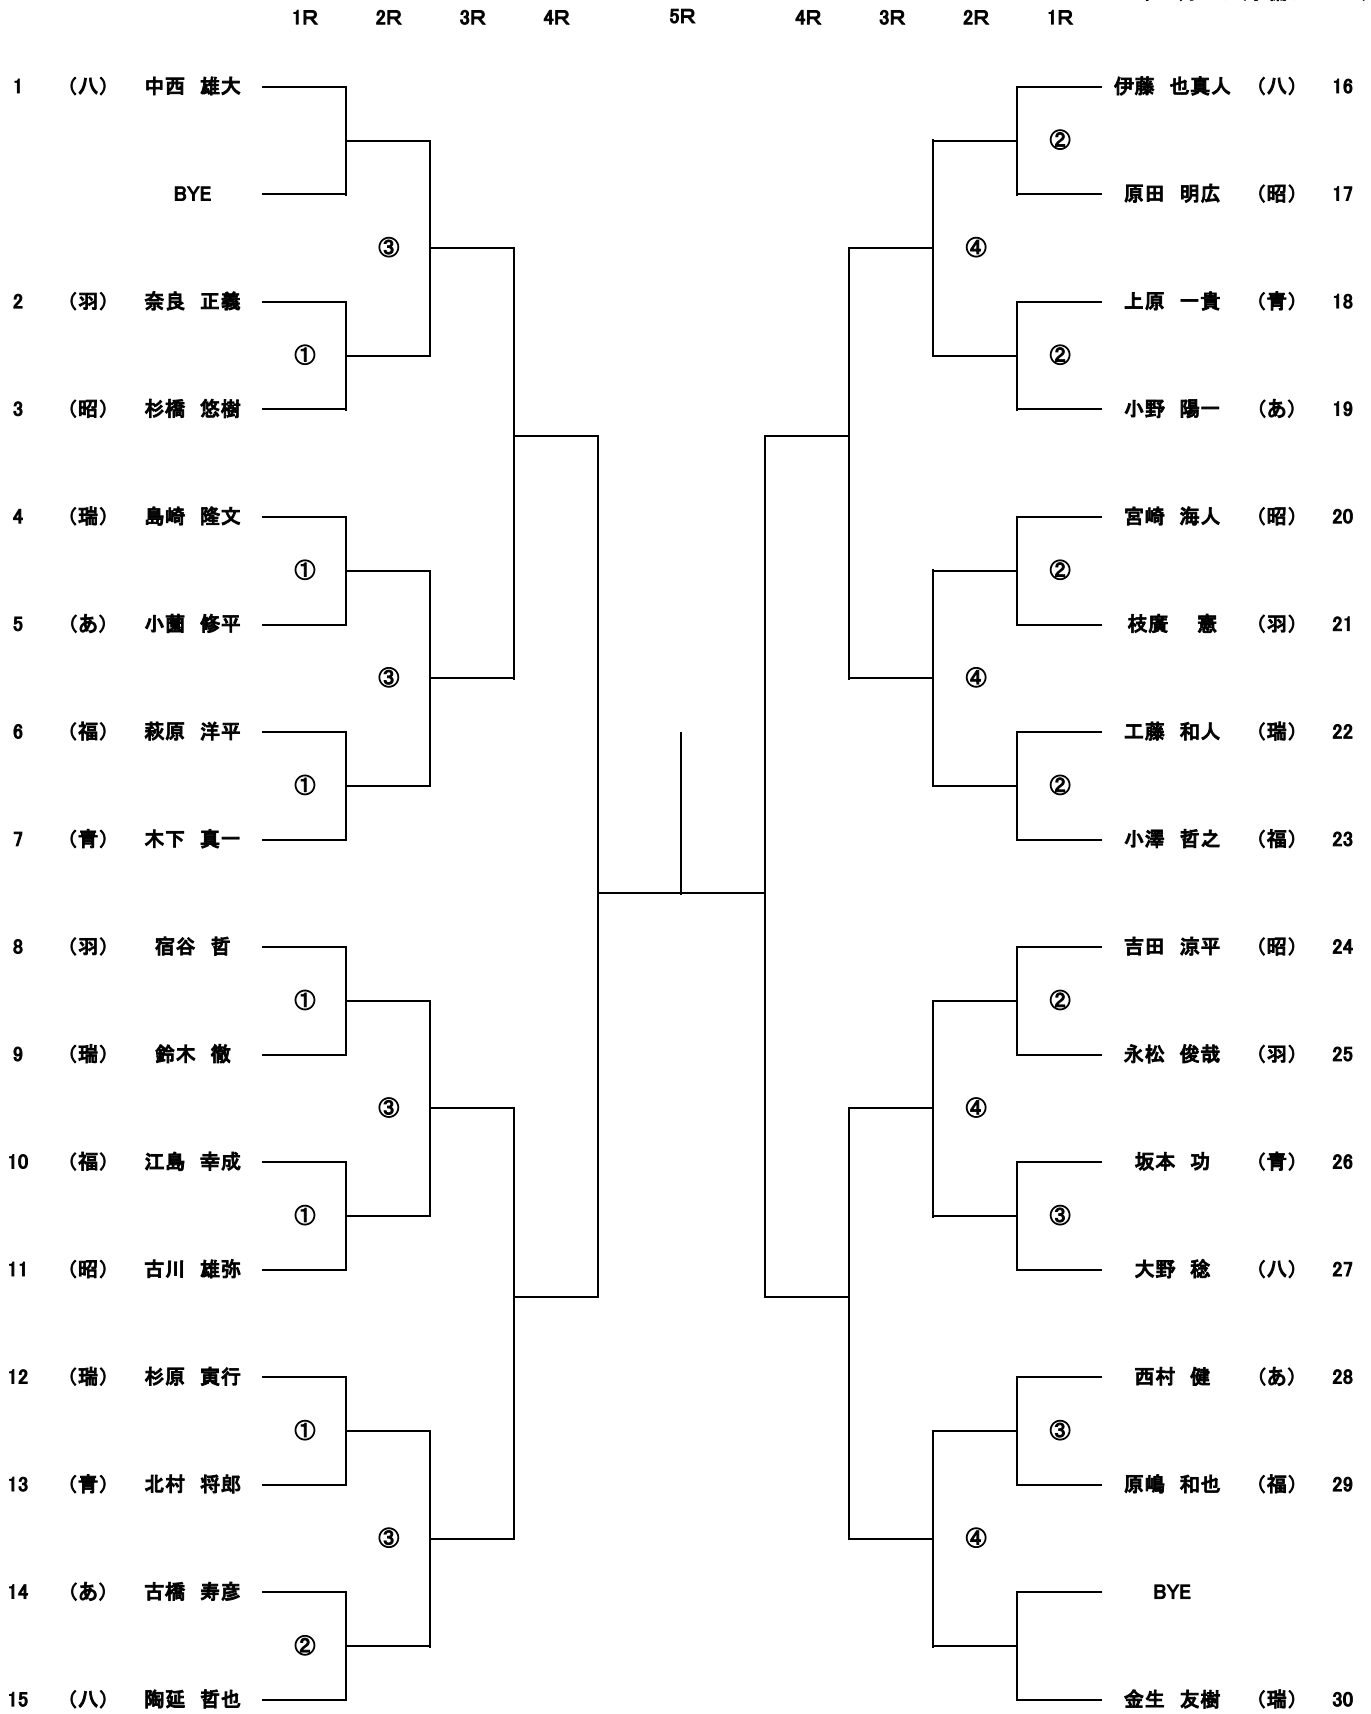 1R 2R 3R 4R 5R 4R 3R 2R 1R
1 （八） 中西 雄大 伊藤 也真人 （八） 16
②
BYE 原田 明広 （昭） 17
③ ④
2 （羽） 奈良 正義 上原 一貴 （青） 18
① ②
3 （昭） 杉橋 悠樹 小野 陽一 （あ） 19
4 （瑞） 島崎 隆文 宮崎 海人 （昭） 20
① ②
5 （あ） 小薗 修平 枝廣 憲 （羽） 21
③ ④
6 （福） 萩原 洋平 工藤 和人 （瑞） 22
① ②
7 （青） 木下 真一 小澤 哲之 （福） 23
8 （羽） 宿谷 哲 吉田 涼平 （昭） 24
① ②
9 （瑞） 鈴木 徹 永松 俊哉 （羽） 25
③ ④
10 （福） 江島 幸成 坂本 功 （青） 26
① ③
11 （昭） 古川 雄弥 大野 稔 （八） 27
12 （瑞） 杉原 寅行 西村 健 （あ） 28
① ③
13 （青） 北村 将郎 原嶋 和也 （福） 29
③ ④
14 （あ） 古橋 寿彦 BYE
②
15 （八） 陶延 哲也 金生 友樹 （瑞） 30